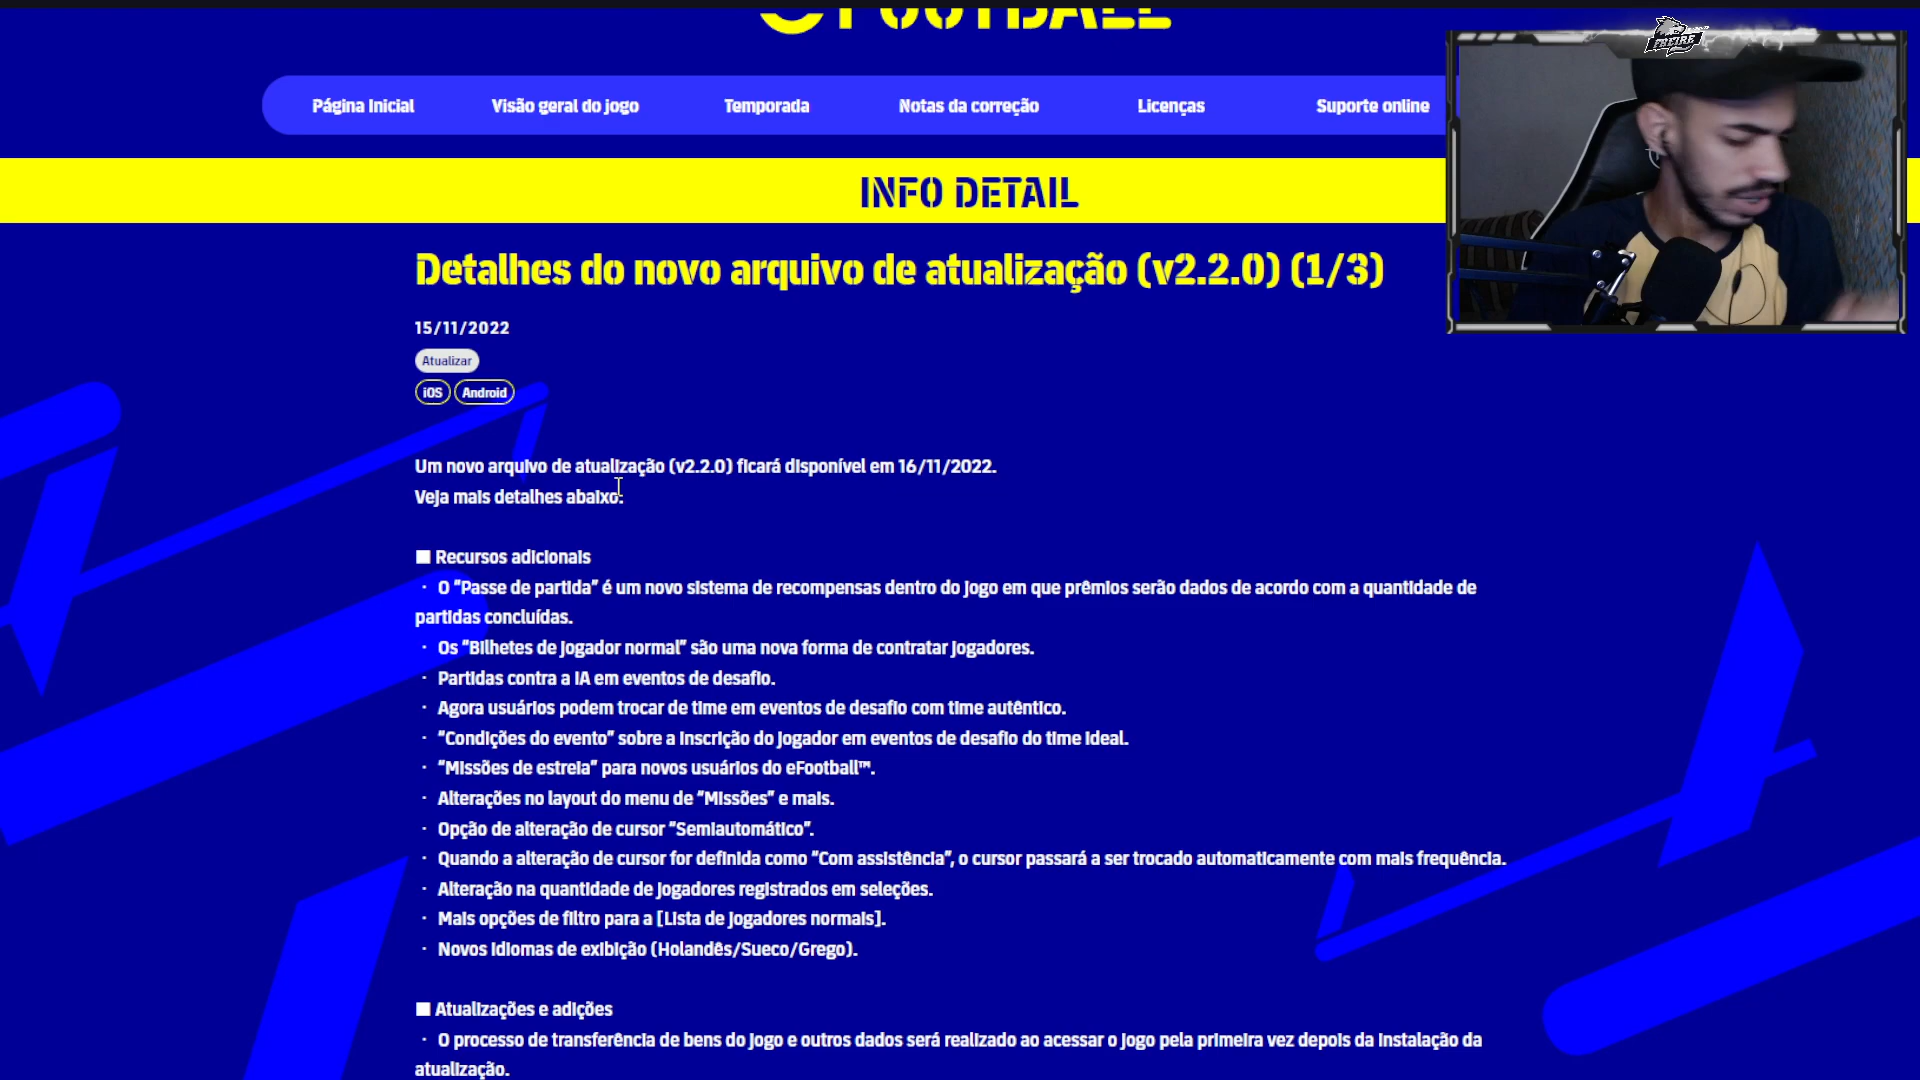 FOOTBALL
FREIRE
Página Inicial Visão geral do jogo Temporada Notas da correção Licenças Suporte online
INFO DETAIL
Detalhes do novo arquivo de atualização (v2.2.0) (1/3)
15/11/2022
Atualizar
iOS Android
Um novo arquivo de atualização (v2.2.0) ficará disponível em 16/11/2022.
Veja mais detalhes abaixo:
■ Recursos adicionais
・ O “Passe de partida” é um novo sistema de recompensas dentro do jogo em que prêmios serão dados de acordo com a quantidade de
partidas concluídas.
・ Os “Bilhetes de jogador normal” são uma nova forma de contratar jogadores.
・ Partidas contra a IA em eventos de desafio.
・ Agora usuários podem trocar de time em eventos de desafio com time autêntico.
・ “Condições do evento” sobre a inscrição do jogador em eventos de desafio do time ideal.
・ “Missões de estreia” para novos usuários do eFootball™.
・ Alterações no layout do menu de “Missões” e mais.
・ Opção de alteração de cursor “Semiautomático”.
・ Quando a alteração de cursor for definida como “Com assistência”, o cursor passará a ser trocado automaticamente com mais frequência.
・ Alteração na quantidade de jogadores registrados em seleções.
・ Mais opções de filtro para a [Lista de jogadores normais].
・ Novos idiomas de exibição (Holandês/Sueco/Grego).
■ Atualizações e adições
・ O processo de transferência de bens do jogo e outros dados será realizado ao acessar o jogo pela primeira vez depois da instalação da
atualização.